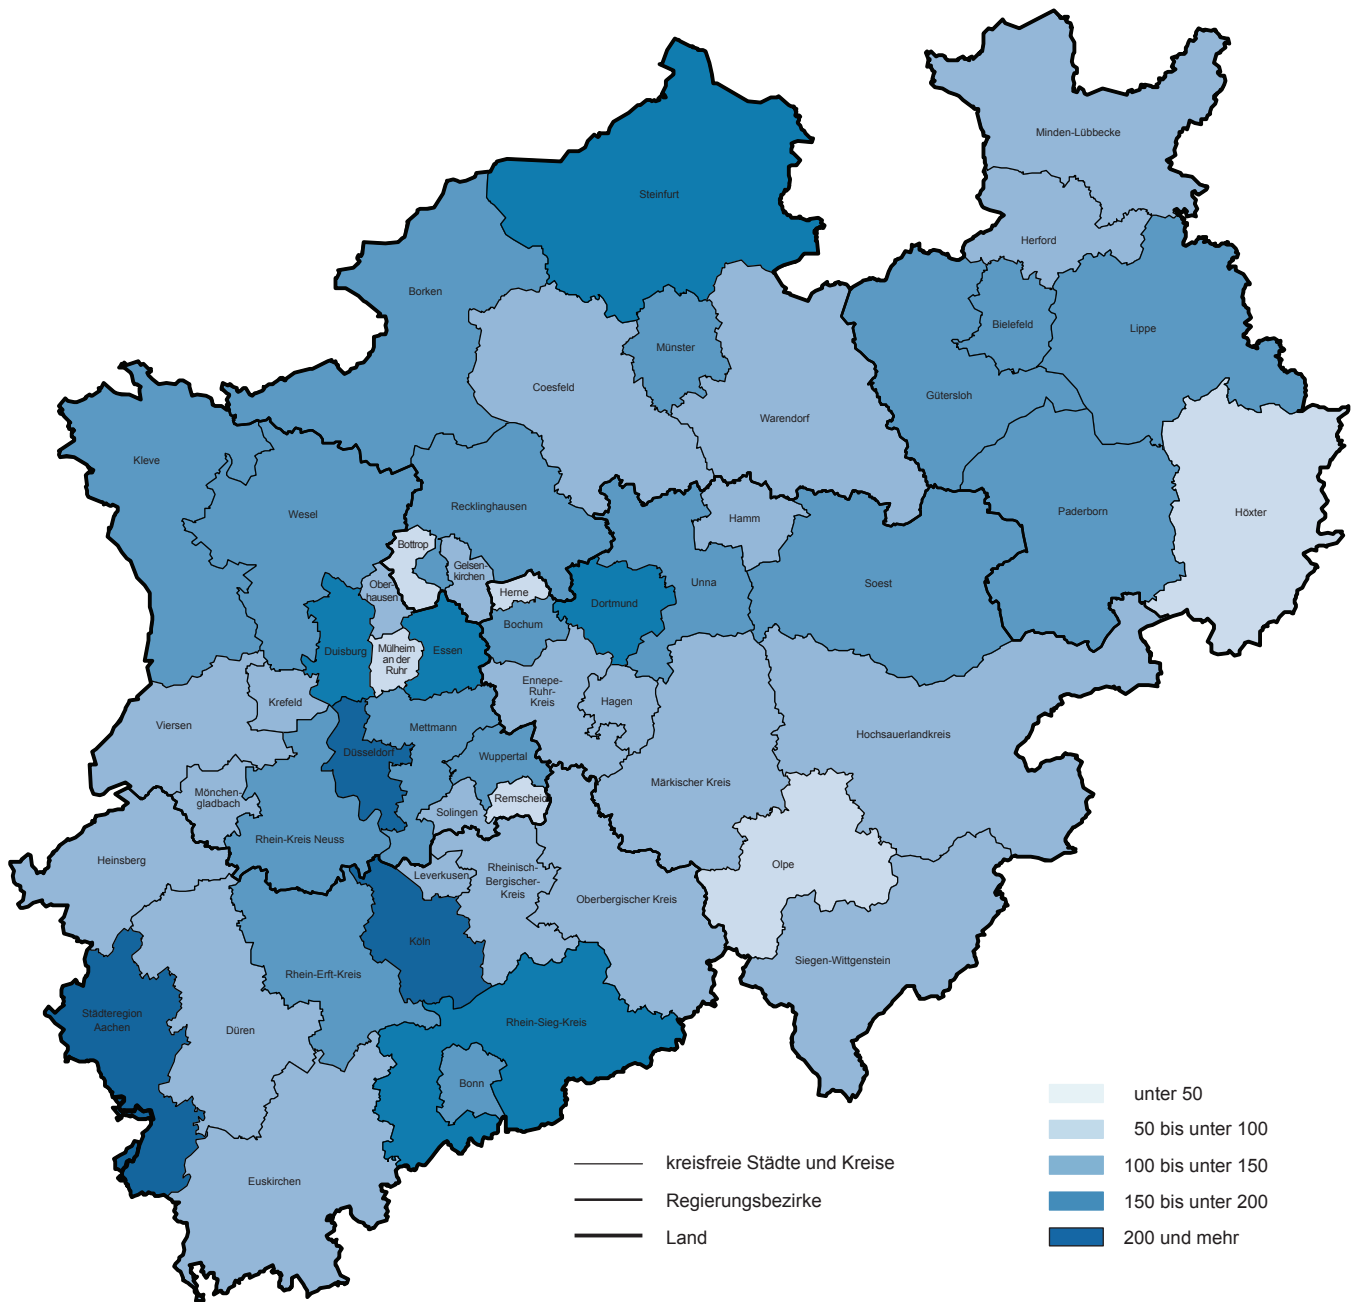 Minden-Lübbecke
Steinfurt
Herford
Borken
Bielefeld
Lippe
Münster
Coesfeld
Gütersloh
Warendorf
Kleve
Recklinghausen
Wesel
Hamm
Paderborn
Höxter
Bottrop
Gelsen-
kirchen
Ober-
hausen
Herne
Dortmund
Unna
Soest
Bochum
Duisburg
Mülheim
an der
Ruhr
Essen
Ennepe-
Ruhr-
Kreis
Hagen
Krefeld
Viersen
Mettmann
Hochsauerlandkreis
Düsseldorf
Wuppertal
Märkischer Kreis
Mönchen-
gladbach
Remscheid
Solingen
Rhein-Kreis Neuss
Heinsberg
Olpe
Leverkusen
Rheinisch-
Bergischer-
Kreis
Oberbergischer Kreis
Köln
Siegen-Wittgenstein
Rhein-Erft-Kreis
Städteregion
Aachen
Düren
Rhein-Sieg-Kreis
Bonn
Euskirchen
kreisfreie Städte und Kreise
Regierungsbezirke
Land
unter 50
50 bis unter 100
100 bis unter 150
150 bis unter 200
200 und mehr